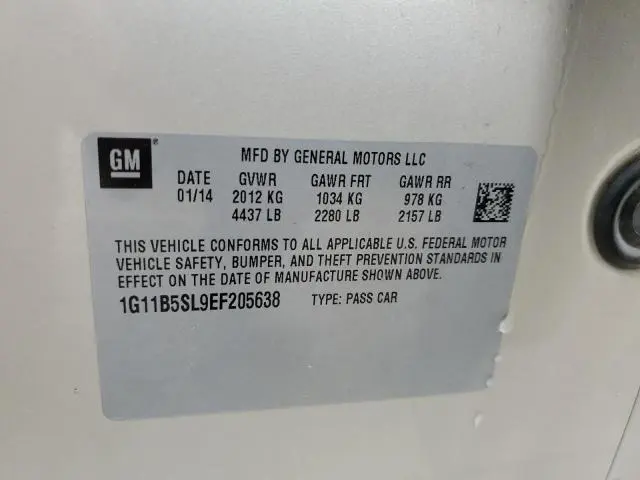 GM
MFD BY GENERAL MOTORS LLC
DATE GVWR GAWR FRT GAWR RR
01/14 2012 KG 1034 KG 978 KG
4437 LB 2280 LB 2157 LB
THIS VEHICLE CONFORMS TO ALL APPLICABLE U.S. FEDERAL MOTOR
VEHICLE SAFETY, BUMPER, AND THEFT PREVENTION STANDARDS IN
EFFECT ON THE DATE OF MANUFACTURE SHOWN ABOVE.
1G11B5SL9EF205638 TYPE: PASS CAR